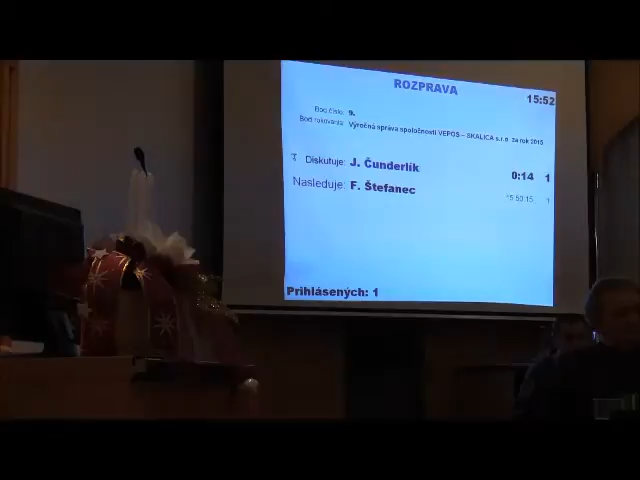 ROZPRAVA
15:52
Bod číslo: 9.
Bod rokovania: Výročná správa spoločnosti VEPOS – SKALICA s.r.o. za rok 2015
Diskutuje: J. Čunderlík 0:14 1
Nasleduje: F. Štefanec 15:50:15 1
Prihlásených: 1